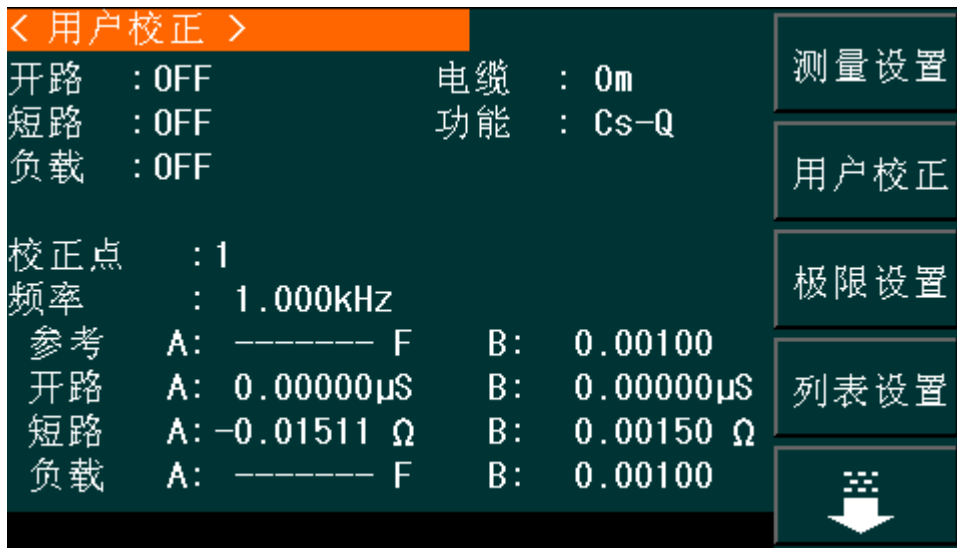 < 用户校正 >
开路 :OFF 电缆 : 0m
短路 :OFF 功能 : Cs-Q
负载 :OFF
校正点 :1
频率 : 1.000kHz
参考 A: ------- F B: 0.00100
开路 A: 0.00000μS B: 0.00000μS
短路 A:-0.01511 Ω B: 0.00150 Ω
负载 A: ------- F B: 0.00100
测量设置
用户校正
极限设置
列表设置